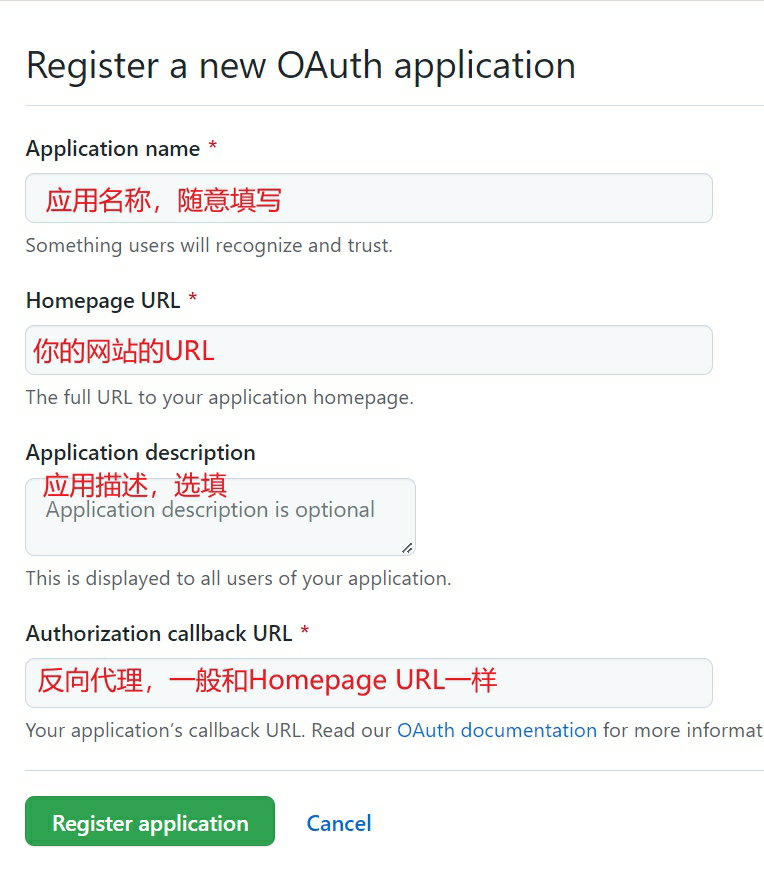 Register a new OAuth application
Application name *
应用名称，随意填写
Something users will recognize and trust.
Homepage URL *
你的网站的URL
The full URL to your application homepage.
Application description
应用描述，选填
Application description is optional
This is displayed to all users of your application.
Authorization callback URL *
反向代理，一般和Homepage URL一样
Your application’s callback URL. Read our OAuth documentation for more informat
Register application Cancel